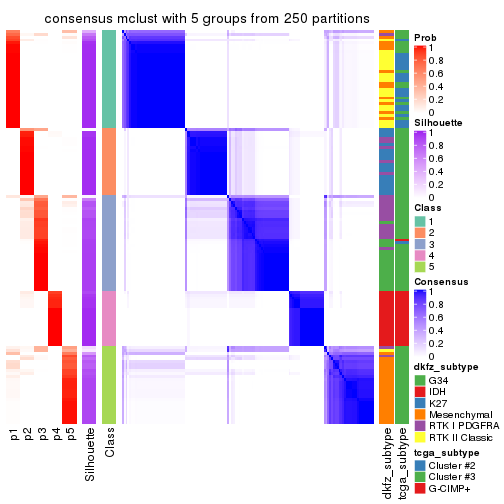 consensus mclust with 5 groups from 250 partitions
Prob
1
0.8
0.6
0.4
0.2
0
Silhouette
1
0.8
0.6
0.4
0.2
0
Class
1
2
3
4
5
Consensus
1
0.8
0.6
0.4
0.2
0
dkfz_subtype
G34
IDH
K27
Mesenchymal
RTK I PDGFRA
RTK II Classic
tcga_subtype
Cluster #2
Cluster #3
G-CIMP+
p1
p2
p3
p4
p5
Silhouette
Class
dkfz_subtype
tcga_subtype